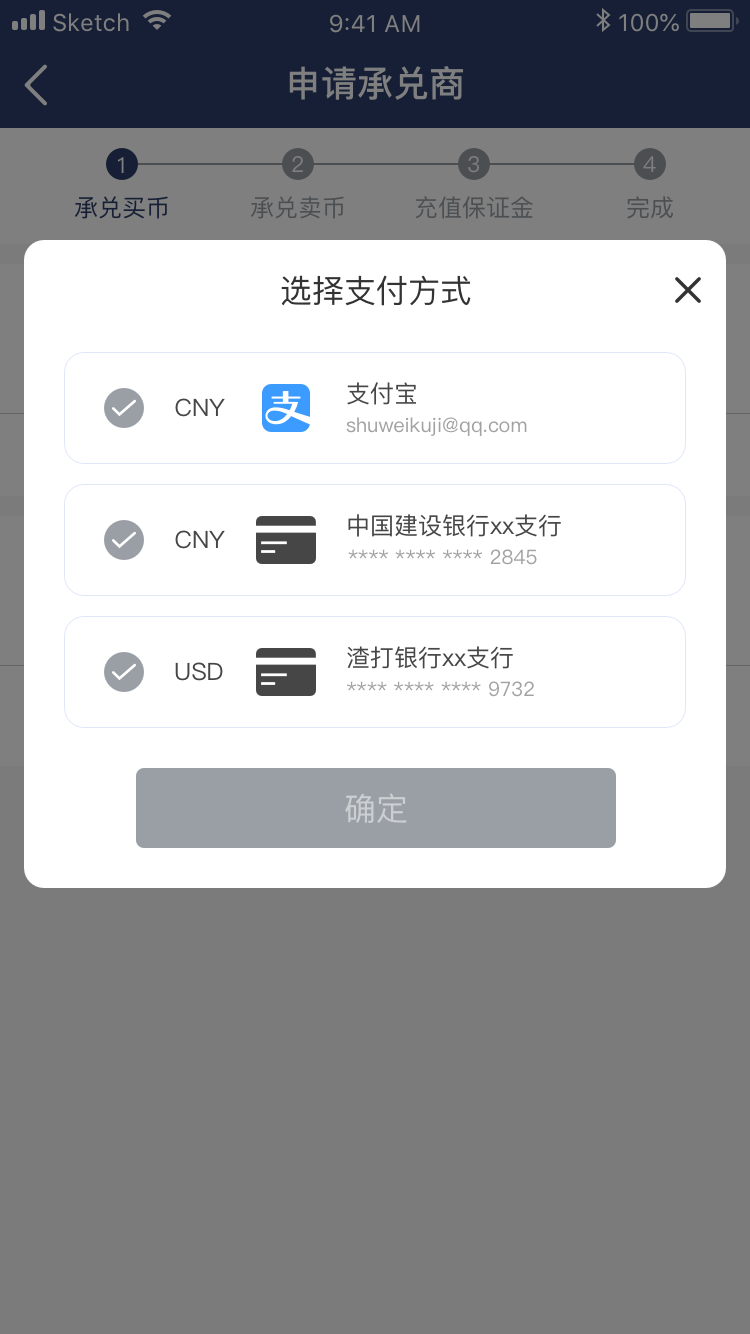 Sketch 9:41 AM 100%
申请承兑商
1 2 3 4
承兑买币 承兑卖币 充值保证金 完成
选择支付方式
CNY 支 支付宝
shuweikuji@qq.com
CNY 中国建设银行xx支行
**** **** **** 2845
USD 渣打银行xx支行
**** **** **** 9732
确定